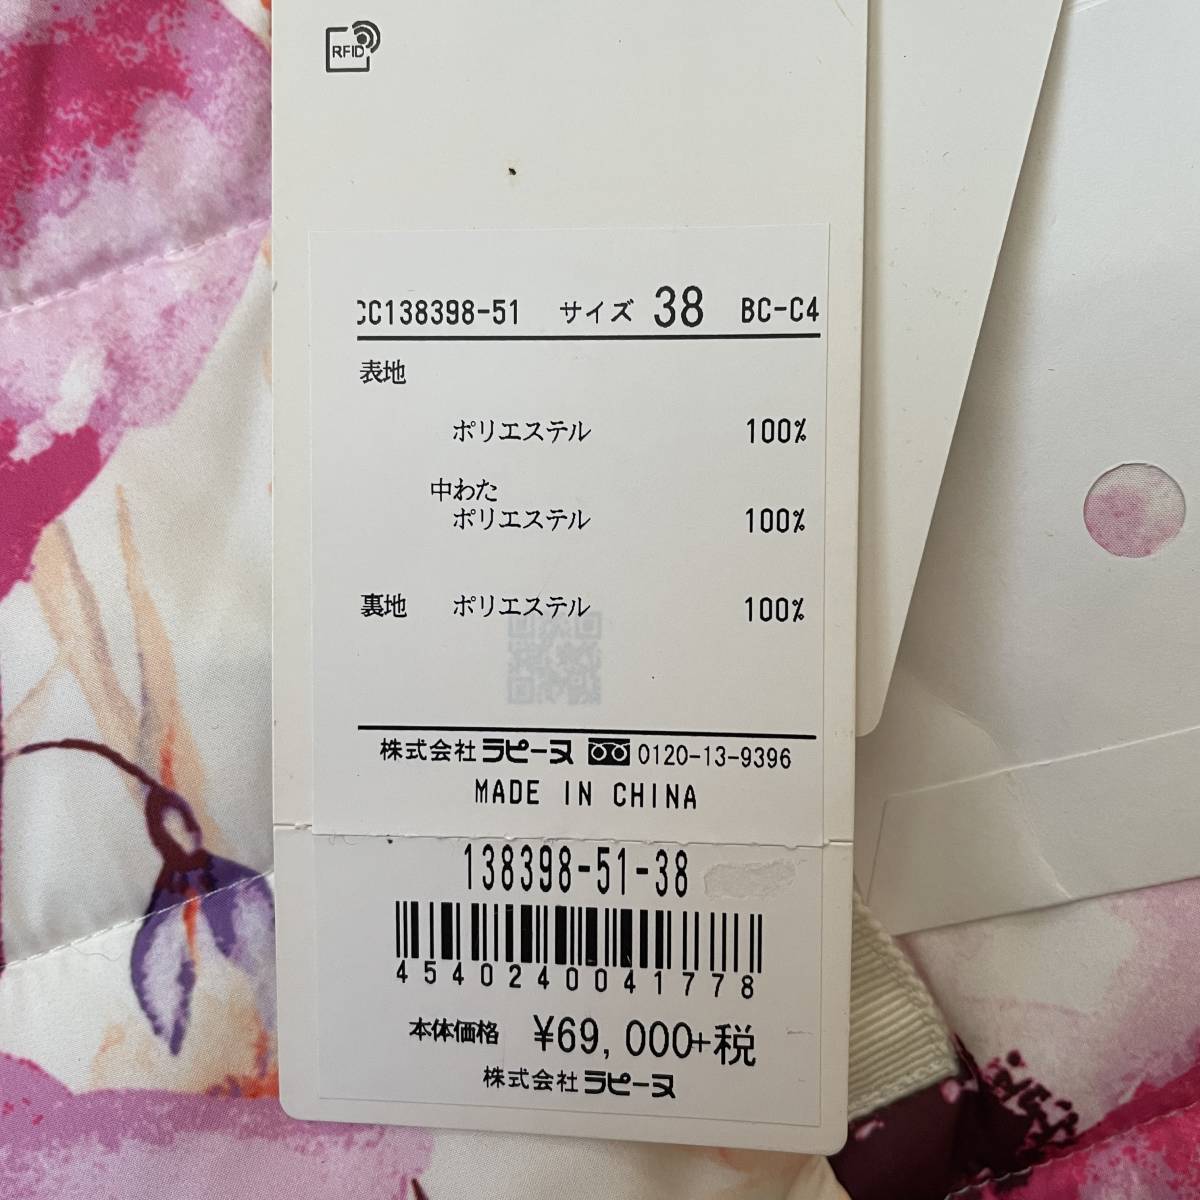 RFID
CC138398-51 サイズ 38 BC-C4
表地
ポリエステル 100%
中わた
ポリエステル 100%
裏地 ポリエステル 100%
株式会社 ラピーヌ 0120-13-9396
MADE IN CHINA
138398-51-38
4540240041778
本体価格 ¥69,000+税
株式会社 ラピーヌ